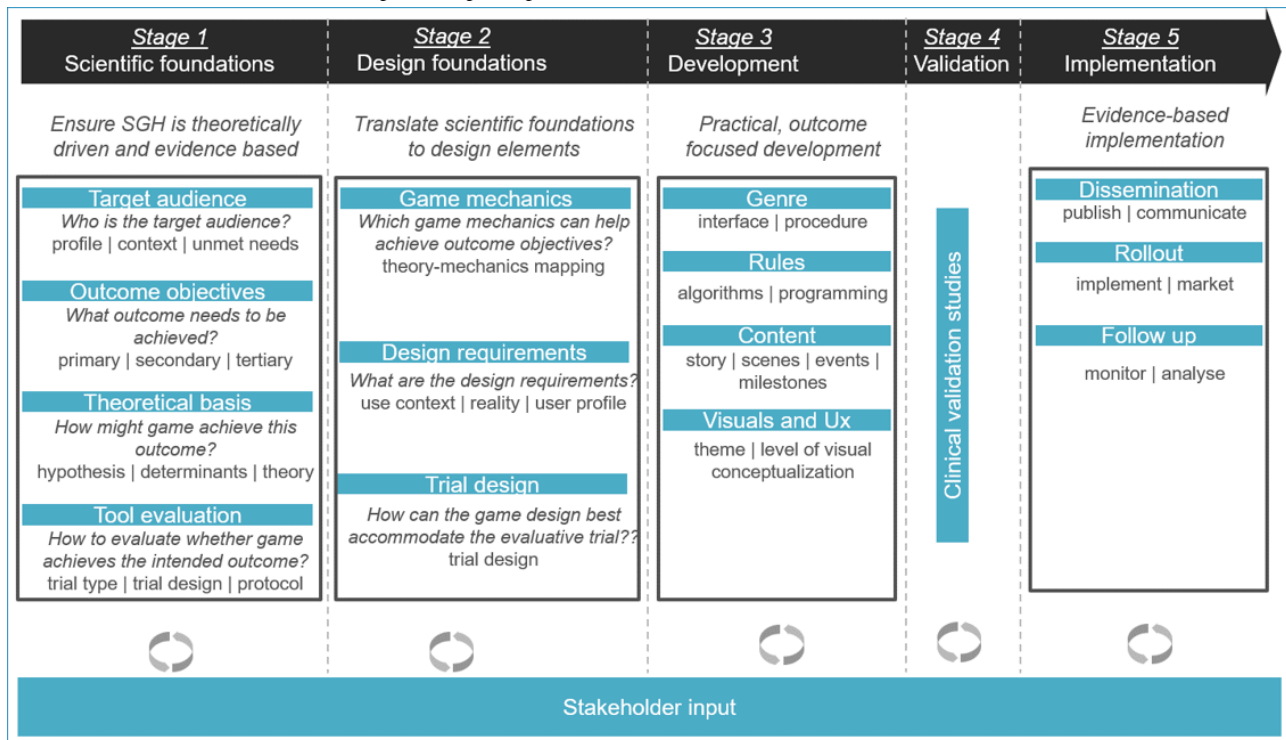 Stage 1
Scientific foundations
Stage 2
Design foundations
Stage 3
Development
Stage 4
Validation
Stage 5
Implementation
Ensure SGH is theoretically
driven and evidence based
Target audience
Who is the target audience?
profile | context | unmet needs
Outcome objectives
What outcome needs to be
achieved?
primary | secondary | tertiary
Theoretical basis
How might game achieve this
outcome?
hypothesis | determinants | theory
Tool evaluation
How to evaluate whether game
achieves the intended outcome?
trial type | trial design | protocol
Translate scientific foundations
to design elements
Game mechanics
Which game mechanics can help
achieve outcome objectives?
theory-mechanics mapping
Design requirements
What are the design requirements?
use context | reality | user profile
Trial design
How can the game design best
accommodate the evaluative trial??
trial design
Practical, outcome
focused development
Genre
interface | procedure
Rules
algorithms | programming
Content
story | scenes | events |
milestones
Visuals and Ux
theme | level of visual
conceptualization
Clinical validation studies
Evidence-based
implementation
Dissemination
publish | communicate
Rollout
implement | market
Follow up
monitor | analyse
Stakeholder input